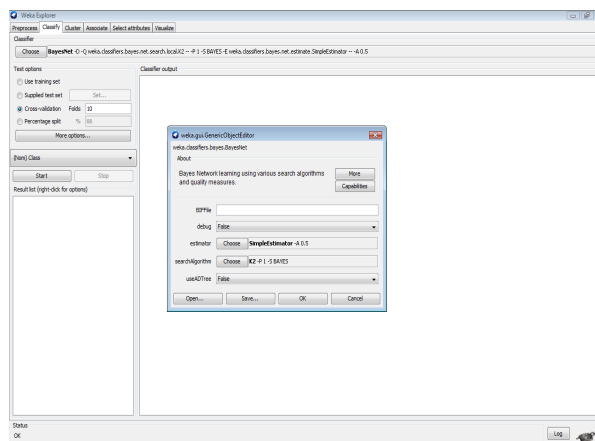 Weka Explorer
Preprocess Classify Cluster Associate Select attributes Visualize
Classifier
Choose BayesNet -D -Q weka.classifiers.bayes.net.search.local.K2 -- -P 1 -S BAYES -E weka.classifiers.bayes.net.estimate.SimpleEstimator -- -A 0.5
Test options
Use training set
Supplied test set Set...
Cross-validation Folds 10
Percentage split % 66
More options...
(Nom) Class
Start Stop
Result list (right-click for options)
Classifier output
weka.gui.GenericObjectEditor
weka.classifiers.bayes.BayesNet
About
Bayes Network learning using various search algorithms
and quality measures.
More
Capabilities
BIFFile
debug False
estimator Choose SimpleEstimator -A 0.5
searchAlgorithm Choose K2 -P 1 -S BAYES
useADTree False
Open... Save... OK Cancel
Status
OK
Log